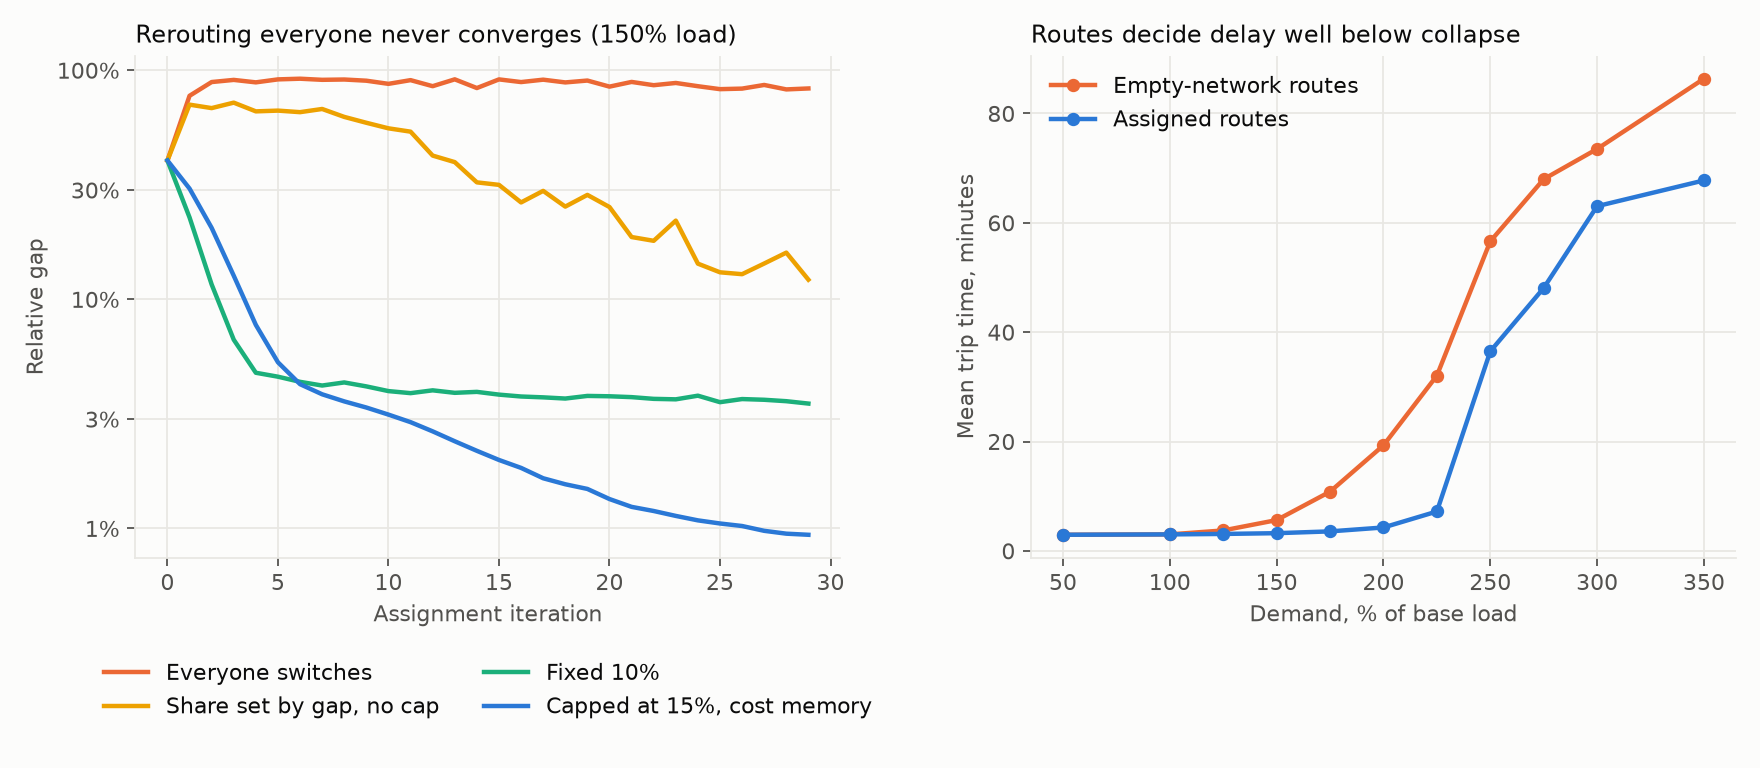 Rerouting everyone never converges (150% load)
100%
30%
10%
3%
1%
Relative gap
0 5 10 15 20 25 30
Assignment iteration
Everyone switches
Share set by gap, no cap
Fixed 10%
Capped at 15%, cost memory
Routes decide delay well below collapse
Empty-network routes
Assigned routes
80
60
40
20
0
Mean trip time, minutes
50 100 150 200 250 300 350
Demand, % of base load